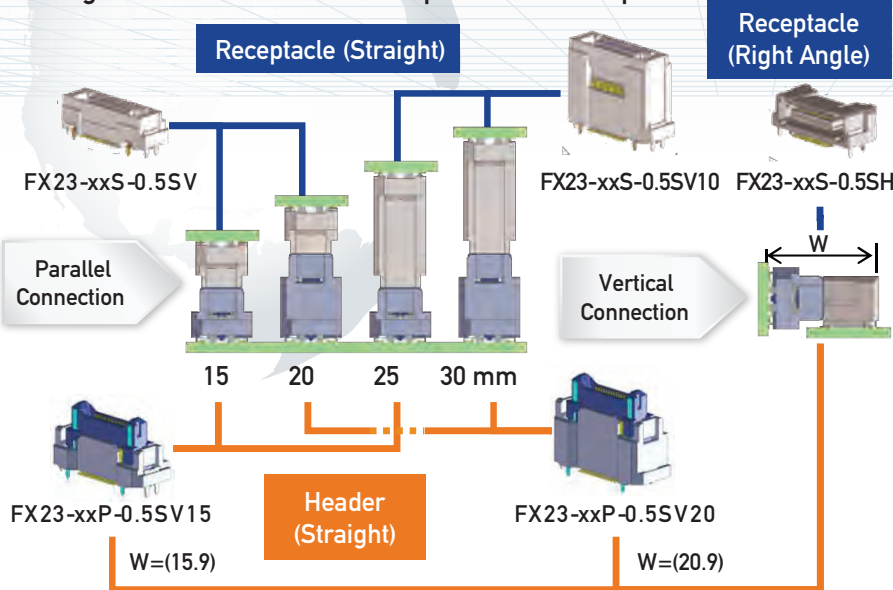 Receptacle (Straight)
Receptacle
(Right Angle)
FX23-xxS-0.5SV
FX23-xxS-0.5SV10
FX23-xxS-0.5SH
Parallel
Connection
Vertical
Connection
W
15
20
25
30 mm
FX23-xxP-0.5SV15
Header
(Straight)
FX23-xxP-0.5SV20
W=(15.9)
W=(20.9)